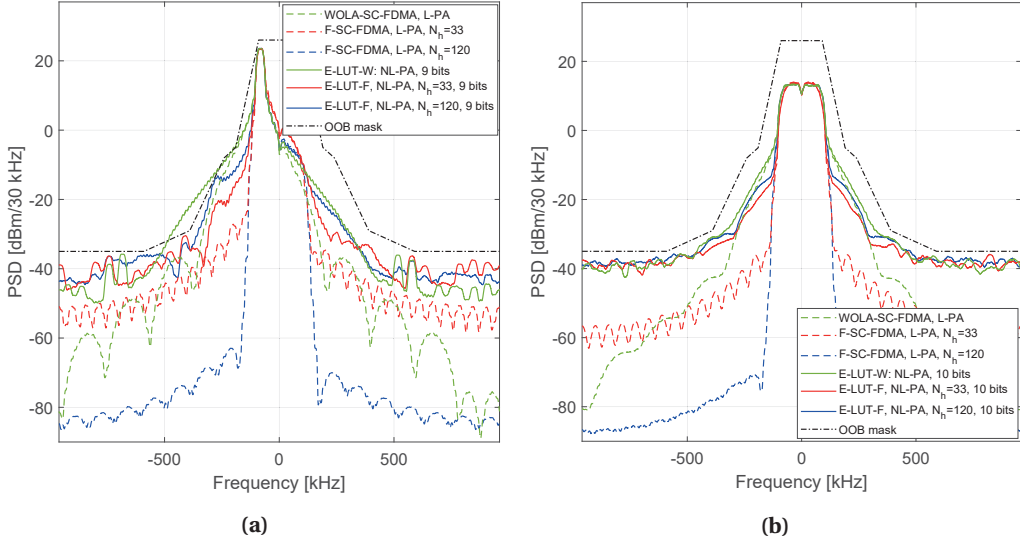 WOLA-SC-FDMA, L-PA
F-SC-FDMA, L-PA, N_h=33
F-SC-FDMA, L-PA, N_h=120
E-LUT-W: NL-PA, 9 bits
E-LUT-F, NL-PA, N_h=33, 9 bits
E-LUT-F, NL-PA, N_h=120, 9 bits
OOB mask
20
0
-20
-40
-60
-80
PSD [dBm/30 kHz]
-500
0
500
Frequency [kHz]
(a)
20
0
-20
-40
-60
-80
PSD [dBm/30 kHz]
WOLA-SC-FDMA, L-PA
F-SC-FDMA, L-PA, N_h=33
F-SC-FDMA, L-PA, N_h=120
E-LUT-W: NL-PA, 10 bits
E-LUT-F, NL-PA, N_h=33, 10 bits
E-LUT-F, NL-PA, N_h=120, 10 bits
OOB mask
-500
0
500
Frequency [kHz]
(b)